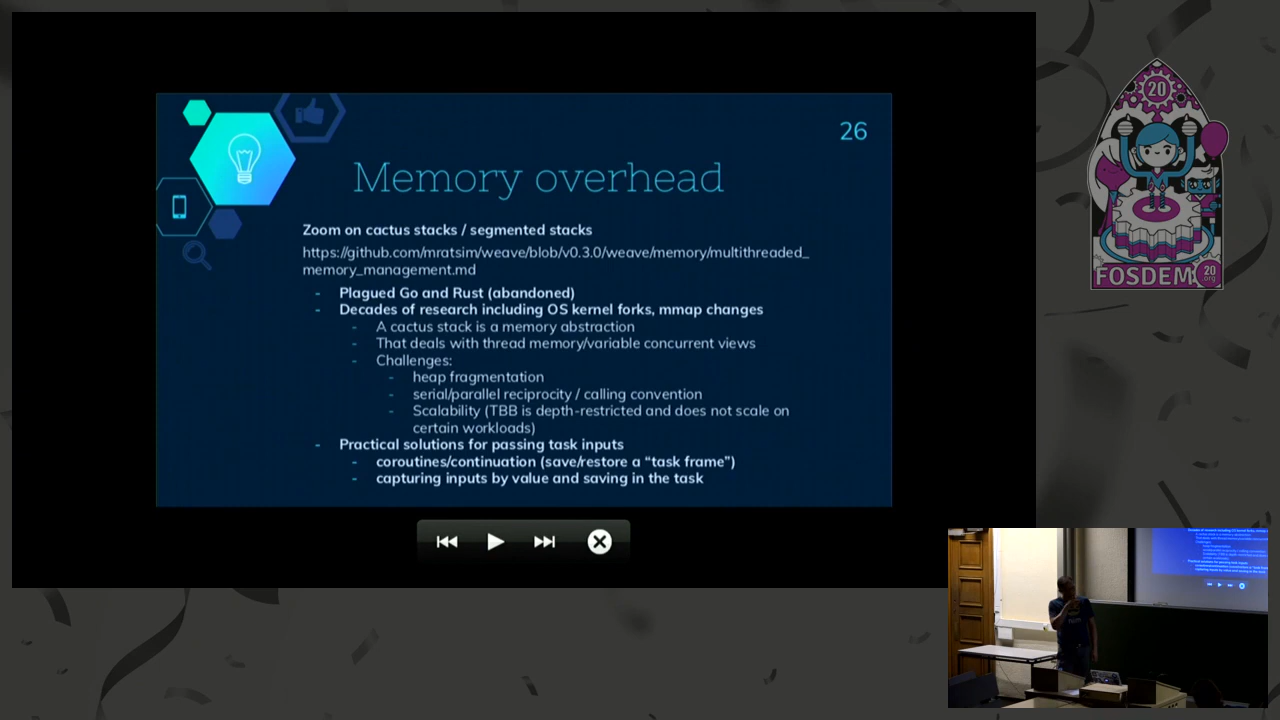 26
Memory overhead
Zoom on cactus stacks / segmented stacks
https://github.com/mratsim/weave/blob/v0.3.0/weave/memory/multithreaded_
memory_management.md
- Plagued Go and Rust (abandoned)
- Decades of research including OS kernel forks, mmap changes
- A cactus stack is a memory abstraction
- That deals with thread memory/variable concurrent views
- Challenges:
- heap fragmentation
- serial/parallel reciprocity / calling convention
- Scalability (TBB is depth-restricted and does not scale on
certain workloads)
- Practical solutions for passing task inputs
- coroutines/continuation (save/restore a “task frame”)
- capturing inputs by value and saving in the task
20
FOSDEM
20
.org